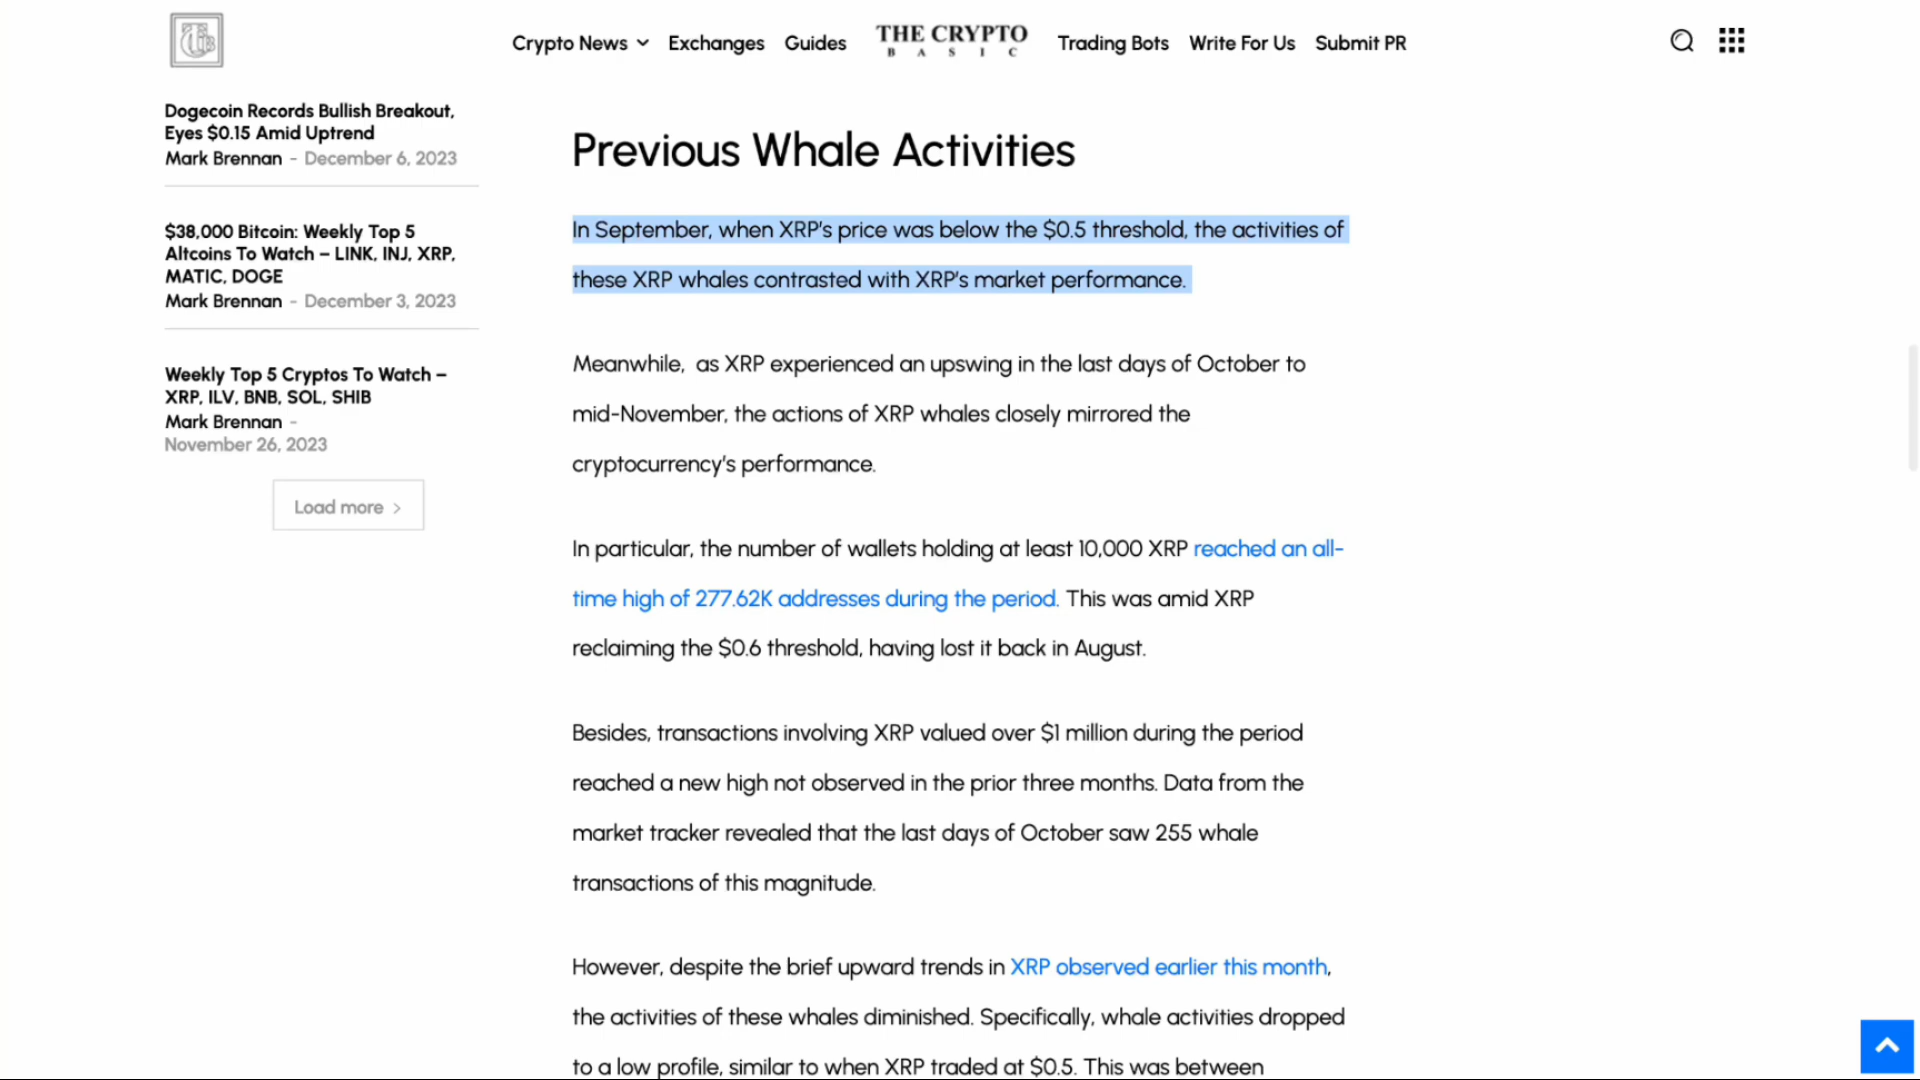 Crypto News Exchanges Guides THE CRYPTO BASIC Trading Bots Write For Us Submit PR
Dogecoin Records Bullish Breakout,
Eyes $0.15 Amid Uptrend
Mark Brennan - December 6, 2023
$38,000 Bitcoin: Weekly Top 5
Altcoins To Watch – LINK, INJ, XRP,
MATIC, DOGE
Mark Brennan - December 3, 2023
Weekly Top 5 Cryptos To Watch –
XRP, ILV, BNB, SOL, SHIB
Mark Brennan -
November 26, 2023
Load more
Previous Whale Activities
In September, when XRP's price was below the $0.5 threshold, the activities of
these XRP whales contrasted with XRP's market performance.
Meanwhile,  as XRP experienced an upswing in the last days of October to
mid-November, the actions of XRP whales closely mirrored the
cryptocurrency's performance.
In particular, the number of wallets holding at least 10,000 XRP reached an all-
time high of 277.62K addresses during the period. This was amid XRP
reclaiming the $0.6 threshold, having lost it back in August.
Besides, transactions involving XRP valued over $1 million during the period
reached a new high not observed in the prior three months. Data from the
market tracker revealed that the last days of October saw 255 whale
transactions of this magnitude.
However, despite the brief upward trends in XRP observed earlier this month,
the activities of these whales diminished. Specifically, whale activities dropped
to a low profile, similar to when XRP traded at $0.5. This was between